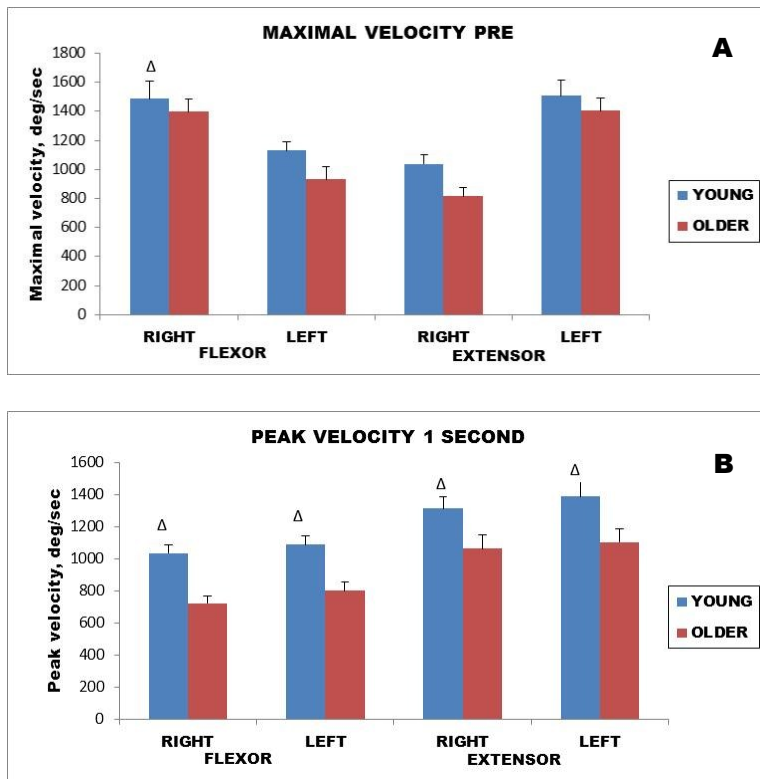 MAXIMAL VELOCITY PRE
A
Maximal velocity, deg/sec
1800
1600
1400
1200
1000
800
600
400
200
0
Δ
RIGHT LEFT RIGHT LEFT
FLEXOR EXTENSOR
YOUNG
OLDER
PEAK VELOCITY 1 SECOND
B
Peak velocity, deg/sec
1600
1400
1200
1000
800
600
400
200
0
Δ Δ Δ Δ
RIGHT LEFT RIGHT LEFT
FLEXOR EXTENSOR
YOUNG
OLDER